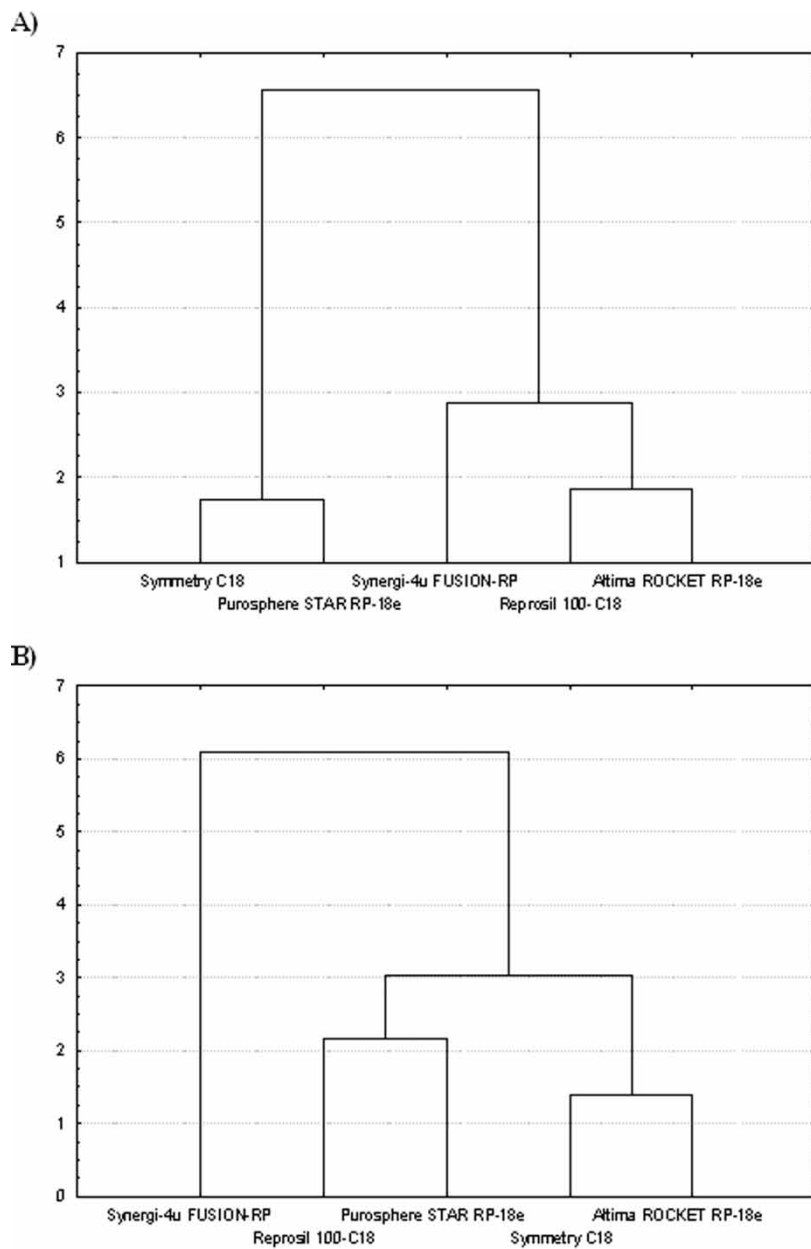 A)
7
6
5
4
3
2
1
Symmetry C18 Synergi-4u FUSION-RP Altima ROCKET RP-18e
Purosphere STAR RP-18e Reprosil 100-C18
B)
7
6
5
4
3
2
1
0
Synergi-4u FUSION-RP Purosphere STAR RP-18e Altima ROCKET RP-18e
Reprosil 100-C18 Symmetry C18